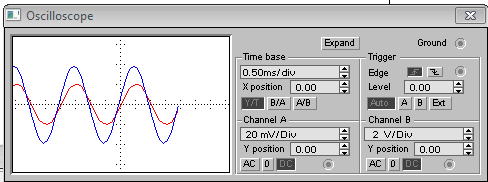 Oscilloscope
Expand Ground
Time base Trigger
0.50ms/div Edge
X position 0.00 Level 0.00
Y/T B/A A/B Auto A B Ext
Channel A Channel B
20 mV/Div 2 V/Div
Y position 0.00 Y position 0.00
AC 0 DC AC 0 DC